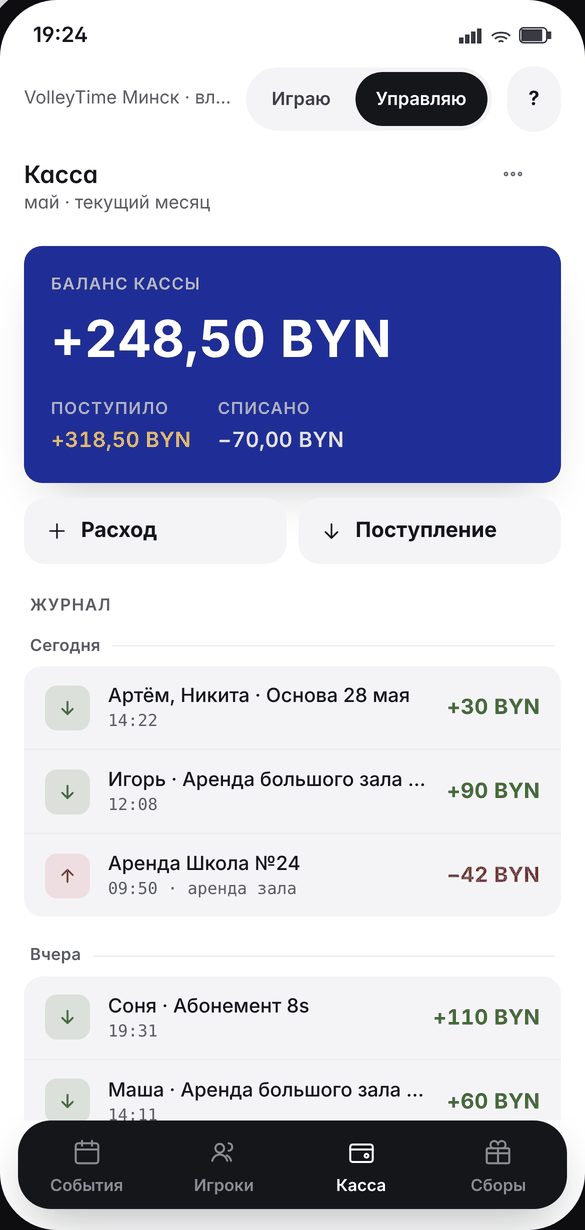 19:24
VolleyTime Минск · вл...
Играю
Управляю
?
Касса
май · текущий месяц
БАЛАНС КАССЫ
+248,50 BYN
ПОСТУПИЛО СПИСАНО
+318,50 BYN −70,00 BYN
Расход
Поступление
ЖУРНАЛ
Сегодня
Артём, Никита · Основа 28 мая
14:22
+30 BYN
Игорь · Аренда большого зала ...
12:08
+90 BYN
Аренда Школа №24
09:50 · аренда зала
−42 BYN
Вчера
Соня · Абонемент 8s
19:31
+110 BYN
Маша · Аренда большого зала ...
14:11
+60 BYN
События
Игроки
Касса
Сборы